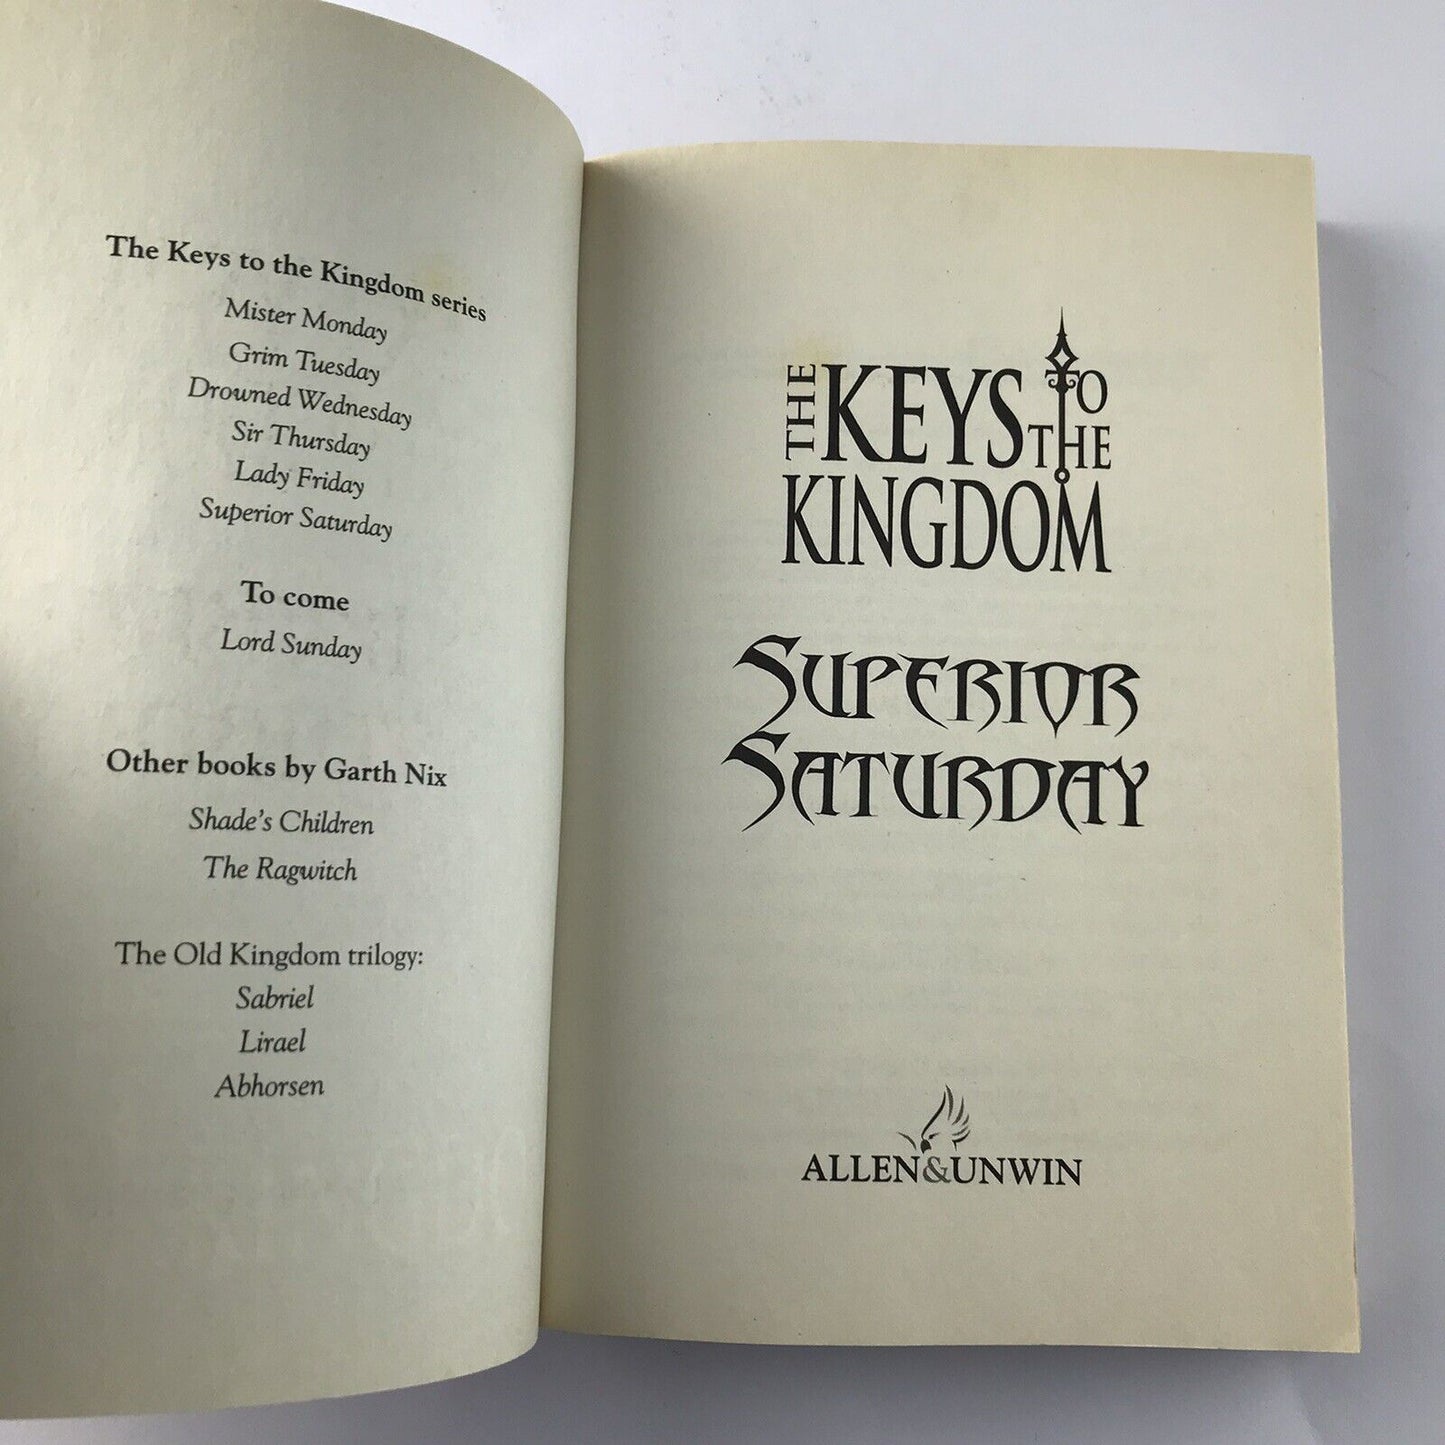 The Keys to the Kingdom series
Mister Monday
Grim Tuesday
Drowned Wednesday
Sir Thursday
Lady Friday
Superior Saturday
To come
Lord Sunday
Other books by Garth Nix
Shade's Children
The Ragwitch
The Old Kingdom trilogy:
Sabriel
Lirael
Abhorsen
THE KEYS TO THE
KINGDOM
SUPERIOR
SATURDAY
ALLEN&UNWIN